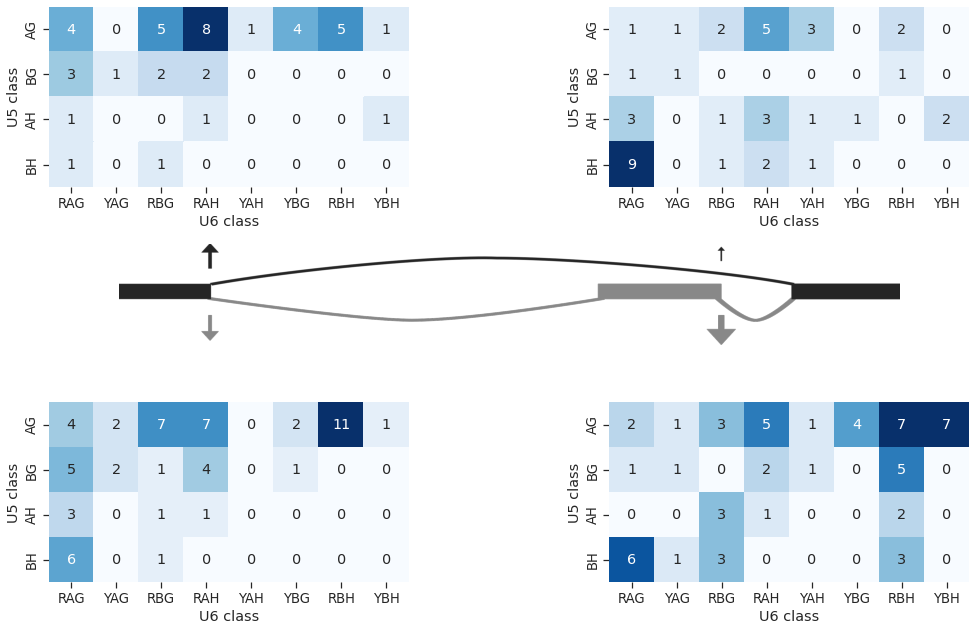 AG 4 0 5 8 1 4 5 1
BG 3 1 2 2 0 0 0 0
AH 1 0 0 1 0 0 0 1
BH 1 0 1 0 0 0 0 0
U5 class
RAG YAG RBG RAH YAH YBG RBH YBH
U6 class
AG 1 1 2 5 3 0 2 0
BG 1 1 0 0 0 0 1 0
AH 3 0 1 3 1 1 0 2
BH 9 0 1 2 1 0 0 0
U5 class
RAG YAG RBG RAH YAH YBG RBH YBH
U6 class
AG 4 2 7 7 0 2 11 1
BG 5 2 1 4 0 1 0 0
AH 3 0 1 1 0 0 0 0
BH 6 0 1 0 0 0 0 0
U5 class
RAG YAG RBG RAH YAH YBG RBH YBH
U6 class
AG 2 1 3 5 1 4 7 7
BG 1 1 0 2 1 0 5 0
AH 0 0 3 1 0 0 2 0
BH 6 1 3 0 0 0 3 0
U5 class
RAG YAG RBG RAH YAH YBG RBH YBH
U6 class